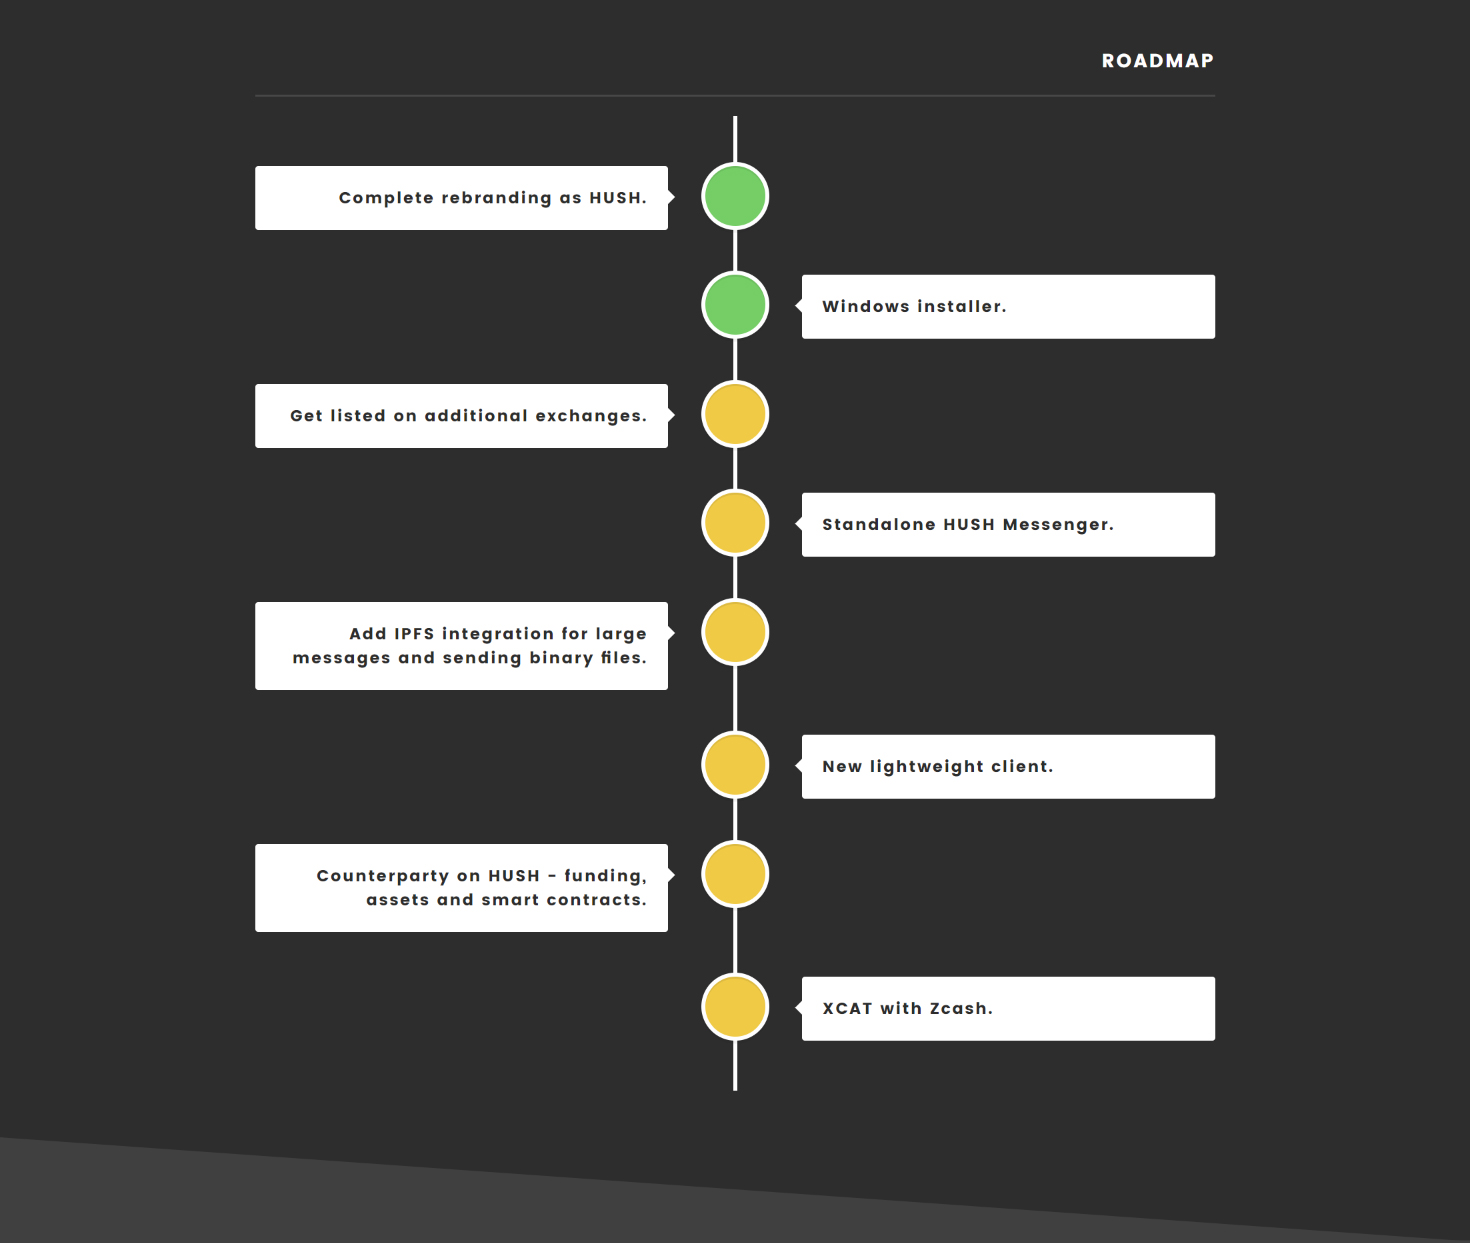 ROADMAP
Complete rebranding as HUSH.
Windows installer.
Get listed on additional exchanges.
Standalone HUSH Messenger.
Add IPFS integration for large
messages and sending binary files.
New lightweight client.
Counterparty on HUSH - funding,
assets and smart contracts.
XCAT with Zcash.